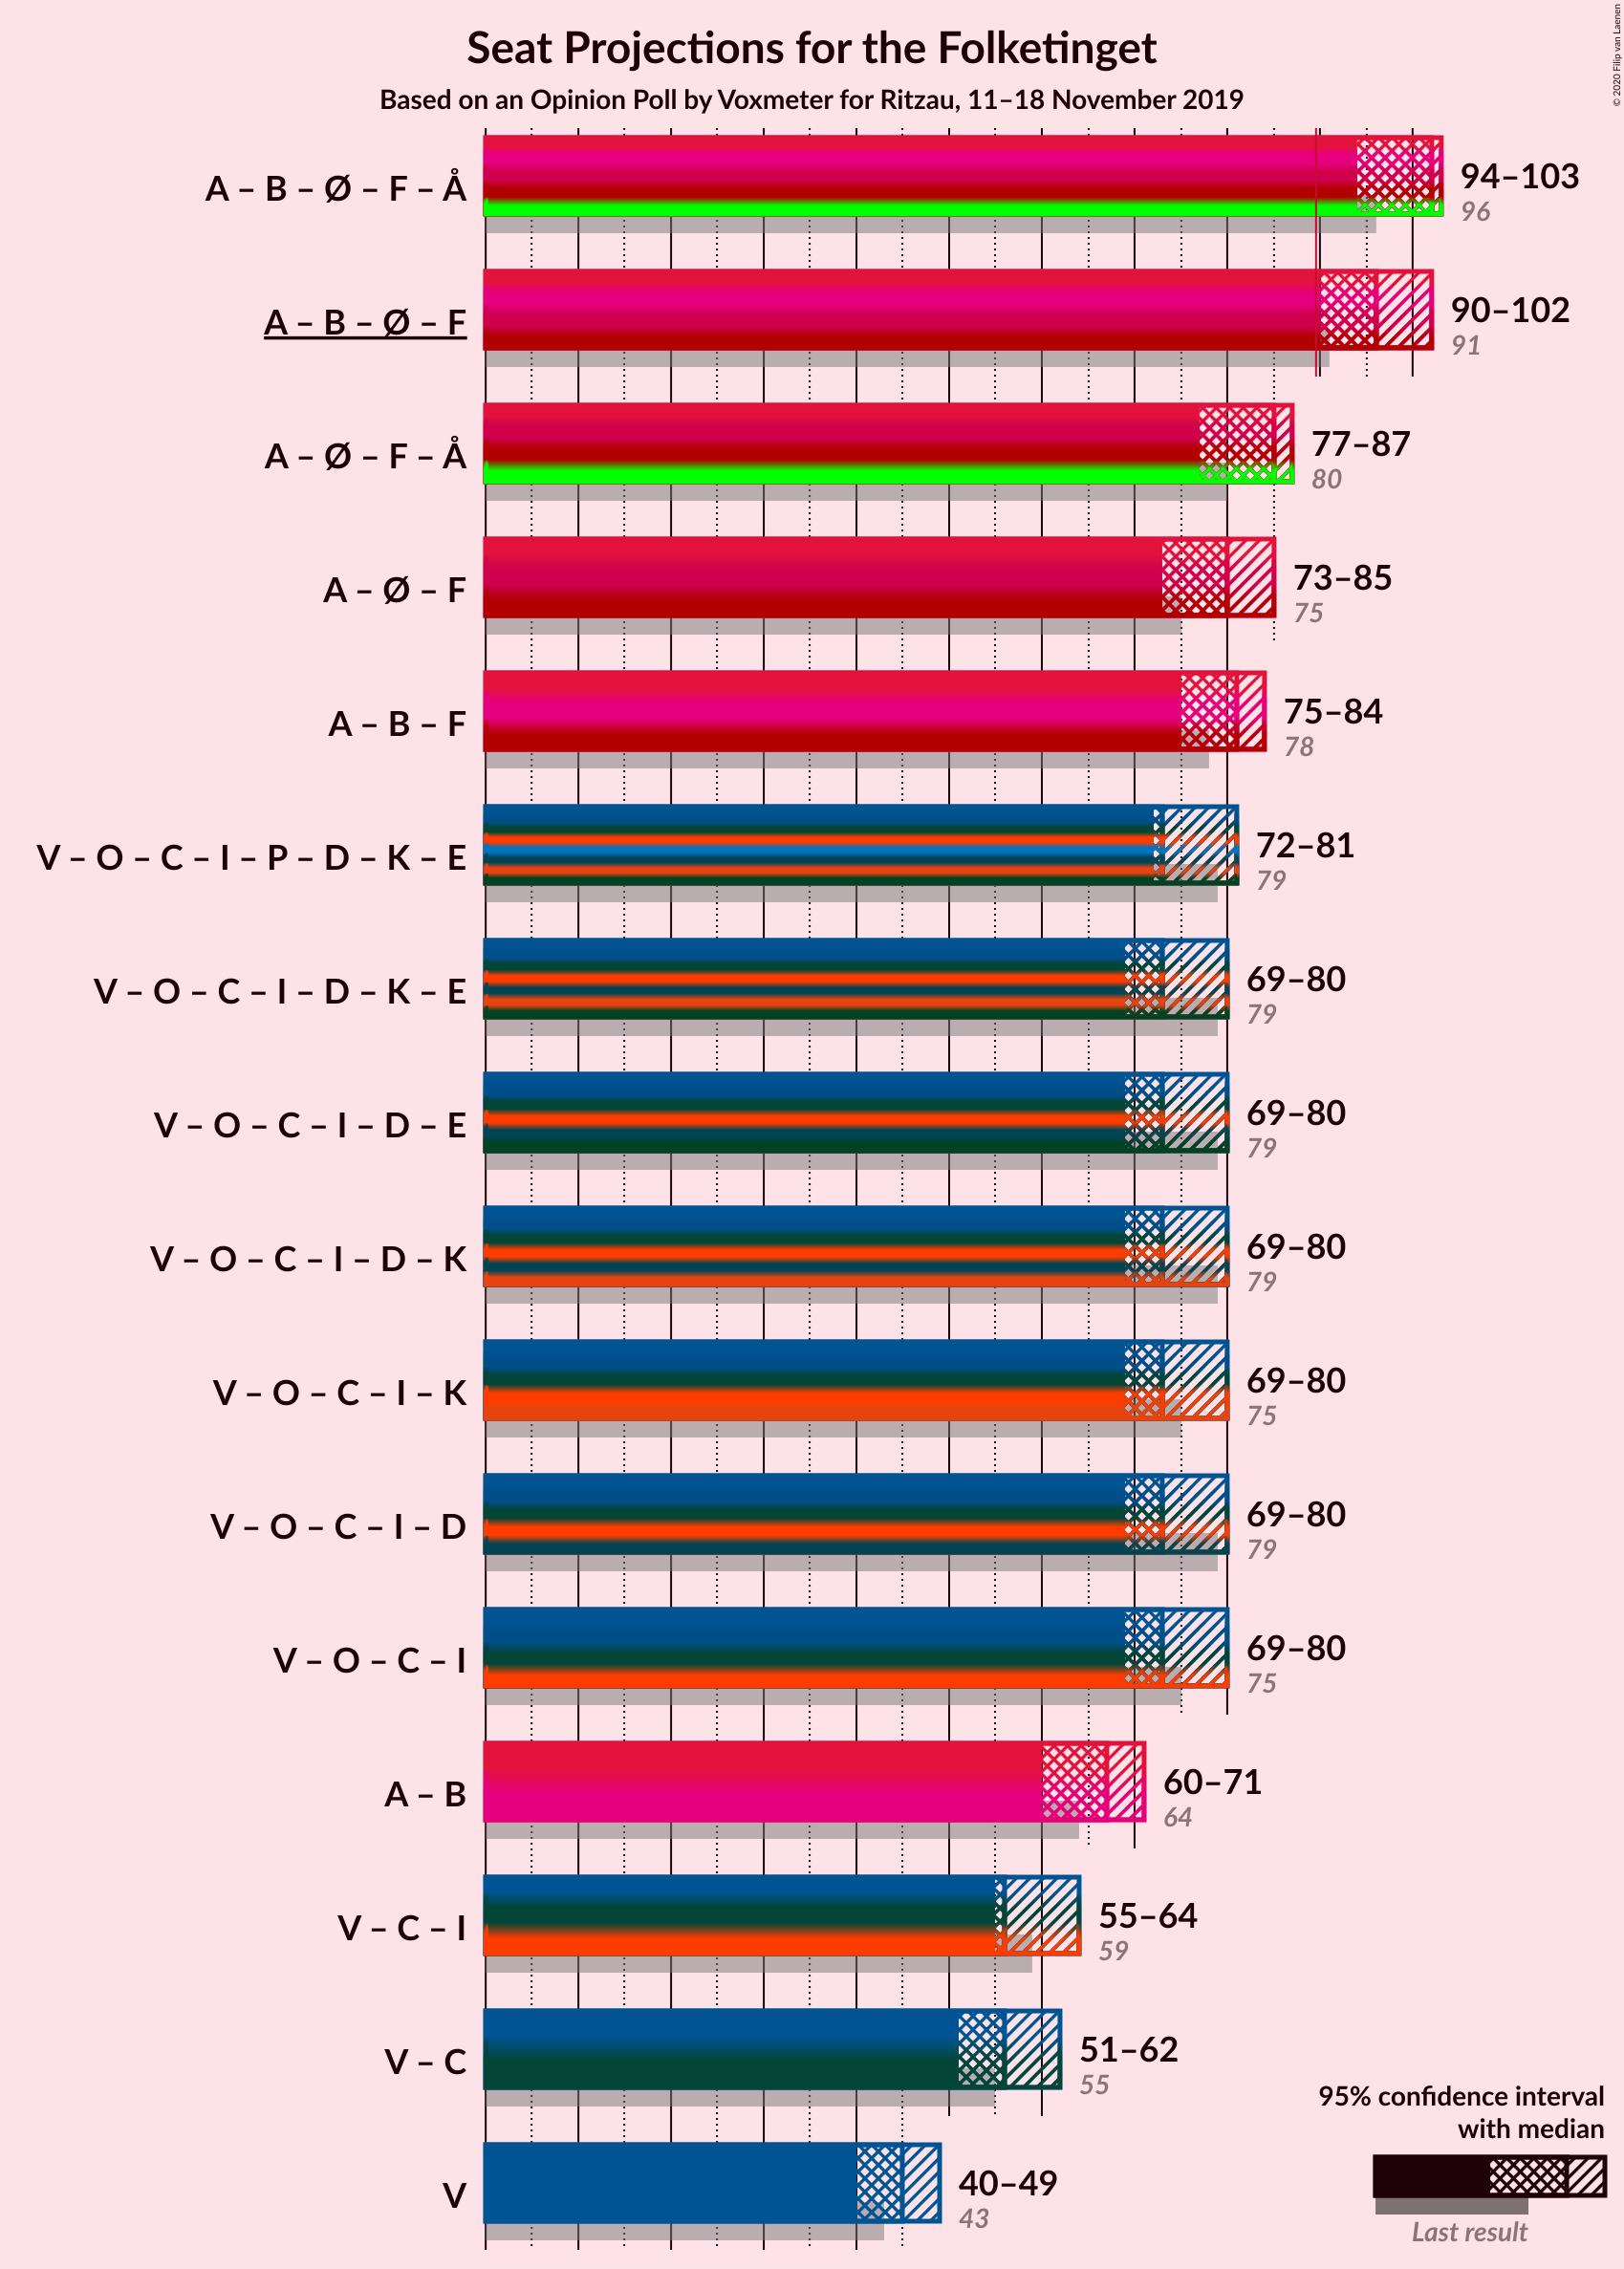 Seat Projections for the Folketinget
Based on an Opinion Poll by Voxmeter for Ritzau, 11–18 November 2019
© 2020 Filip van Laenen
A – B – Ø – F – Å
94–103
96
A – B – Ø – F
90–102
91
A – Ø – F – Å
77–87
80
A – Ø – F
73–85
75
A – B – F
75–84
78
V – O – C – I – P – D – K – E
72–81
79
V – O – C – I – D – K – E
69–80
79
V – O – C – I – D – E
69–80
79
V – O – C – I – D – K
69–80
79
V – O – C – I – K
69–80
75
V – O – C – I – D
69–80
79
V – O – C – I
69–80
75
A – B
60–71
64
V – C – I
55–64
59
V – C
51–62
55
V
40–49
43
95% confidence interval
with median
Last result